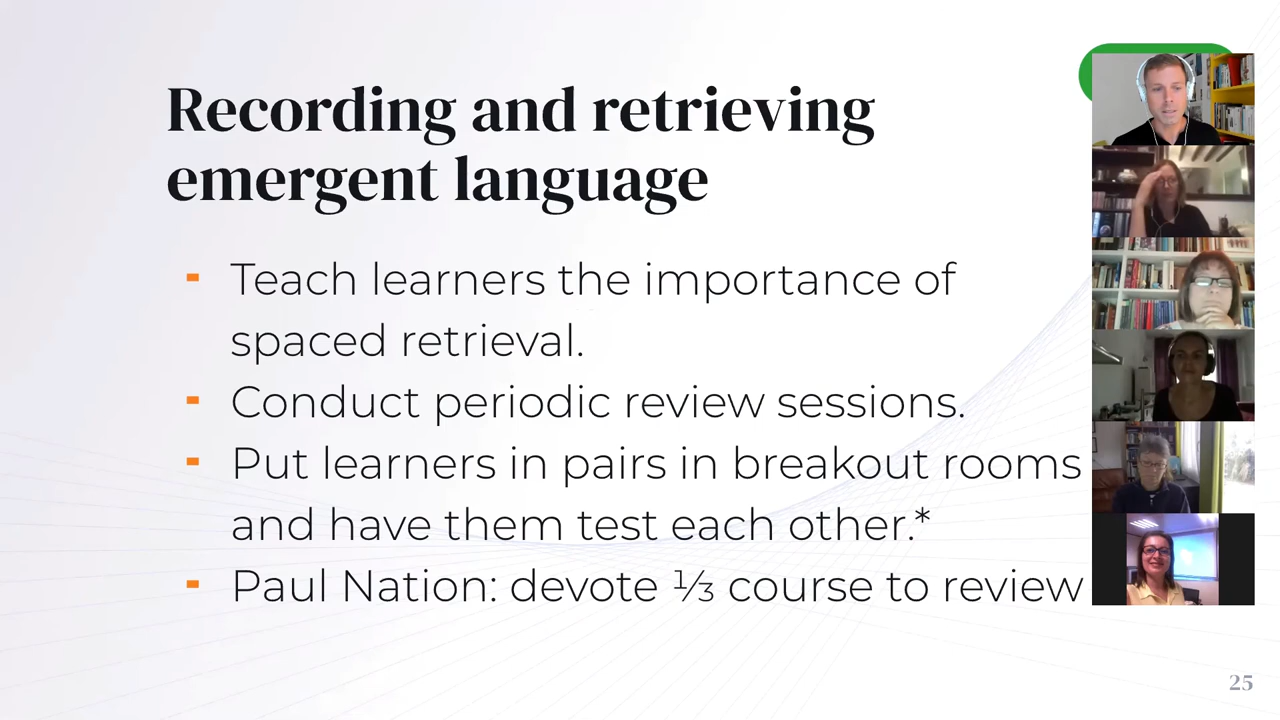 Recording and retrieving
emergent language
Teach learners the importance of
spaced retrieval.
Conduct periodic review sessions.
Put learners in pairs in breakout rooms
and have them test each other.*
Paul Nation: devote ⅓ course to review
25